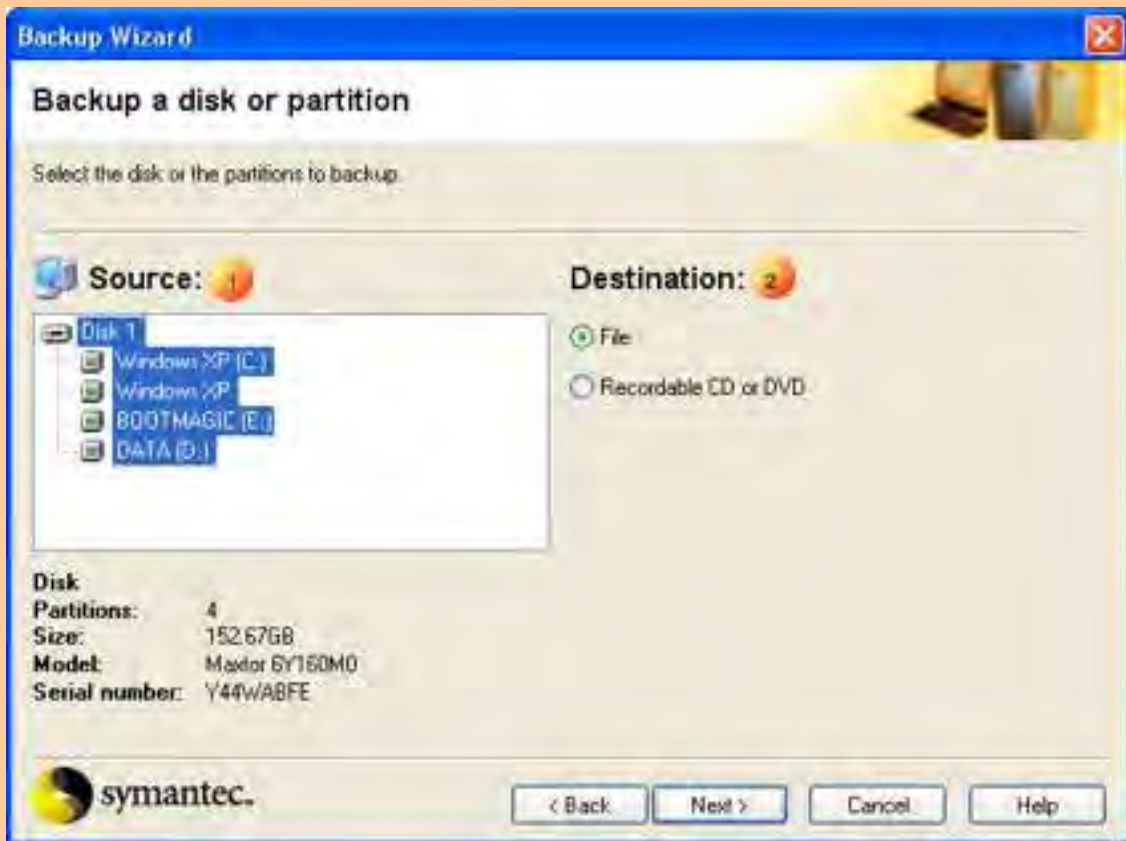 Backup Wizard
Backup a disk or partition
Select the disk or the partitions to backup.
Source: 1
Disk 1
Windows XP (C:)
Windows XP
BOOTMAGIC (E:)
DATA (D:)
Destination: 2
File
Recordable CD or DVD
Disk
Partitions: 4
Size: 152.67GB
Model: Maxtor 6Y160M0
Serial number: Y44WABFE
symantec.
< Back
Next >
Cancel
Help